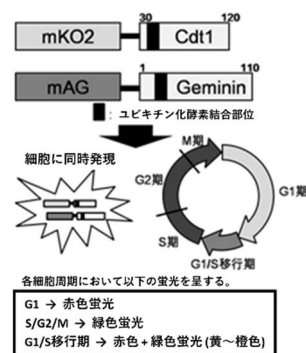 30 120
mKO2 Cdt1
1 110
mAG Geminin
: ユビキチン化酵素結合部位
細胞に同時発現
M期
G2期
G1期
S期
G1/S移行期
各細胞周期において以下の蛍光を呈する。
G1 → 赤色蛍光
S/G2/M → 緑色蛍光
G1/S移行期 → 赤色 + 緑色蛍光 (黄～橙色)